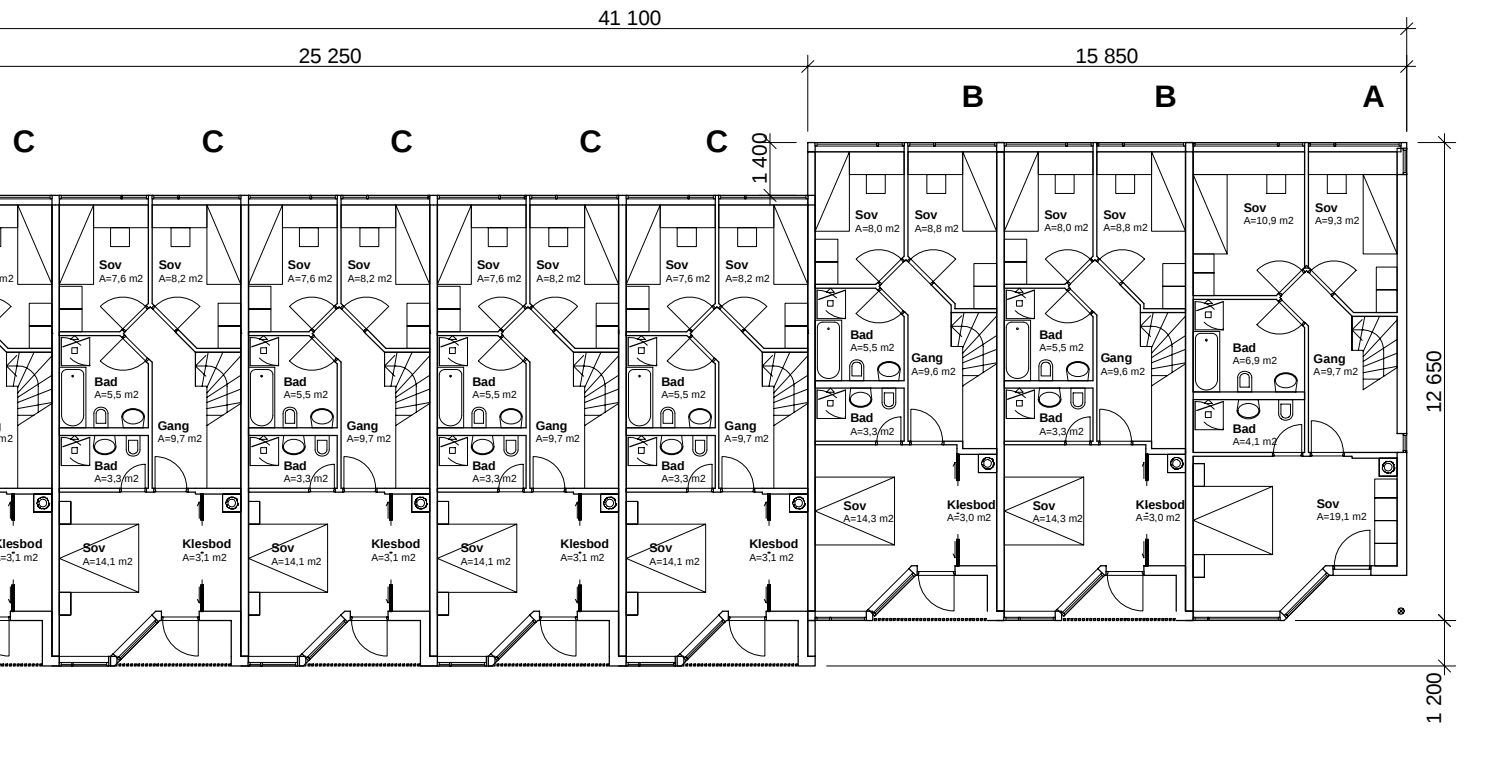 41 100
25 250
15 850
B
B
A
C
C
C
C
C
1 400
Sov
A=8,0 m2
Sov
A=8,8 m2
Sov
A=8,0 m2
Sov
A=8,8 m2
Sov
A=10,9 m2
Sov
A=9,3 m2
m2
Sov
A=7,6 m2
Sov
A=8,2 m2
Sov
A=7,6 m2
Sov
A=8,2 m2
Sov
A=7,6 m2
Sov
A=8,2 m2
Sov
A=7,6 m2
Sov
A=8,2 m2
Bad
A=5,5 m2
Gang
A=9,6 m2
Bad
A=5,5 m2
Gang
A=9,6 m2
Bad
A=6,9 m2
Gang
A=9,7 m2
12 650
Bad
A=5,5 m2
Bad
A=5,5 m2
Bad
A=5,5 m2
Bad
A=5,5 m2
Bad
A=3,3 m2
Bad
A=3,3 m2
Bad
A=4,1 m2
g
m2
Gang
A=9,7 m2
Gang
A=9,7 m2
Gang
A=9,7 m2
Gang
A=9,7 m2
Bad
A=3,3 m2
Bad
A=3,3 m2
Bad
A=3,3 m2
Bad
A=3,3 m2
Sov
A=14,3 m2
Klesbod
A=3,0 m2
Sov
A=14,3 m2
Klesbod
A=3,0 m2
Sov
A=19,1 m2
Klesbod
=3,1 m2
Sov
A=14,1 m2
Klesbod
A=3,1 m2
Sov
A=14,1 m2
Klesbod
A=3,1 m2
Sov
A=14,1 m2
Klesbod
A=3,1 m2
Sov
A=14,1 m2
Klesbod
A=3,1 m2
1 200